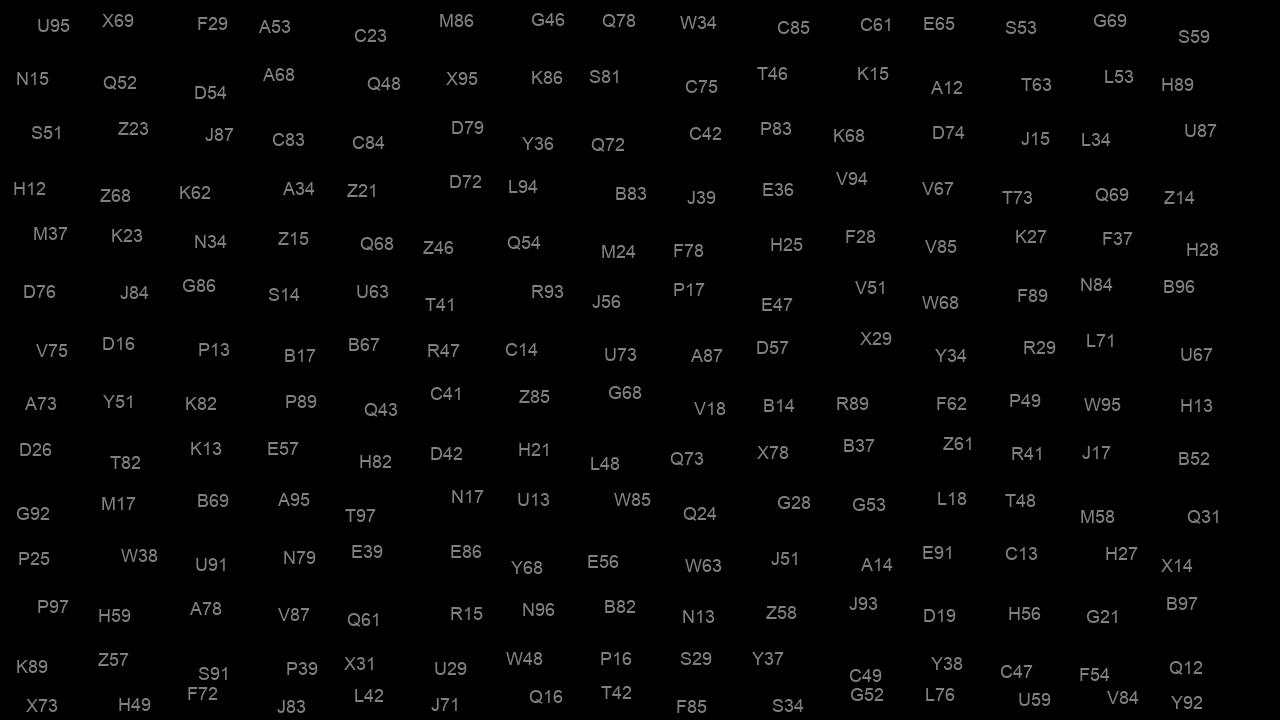 U95 X69 F29 A53 C23 M86 G46 Q78 W34 C85 C61 E65 S53 G69 S59
N15 Q52 D54 A68 Q48 X95 K86 S81 C75 T46 K15 A12 T63 L53 H89
S51 Z23 J87 C83 C84 D79 Y36 Q72 C42 P83 K68 D74 J15 L34 U87
H12 Z68 K62 A34 Z21 D72 L94 B83 J39 E36 V94 V67 T73 Q69 Z14
M37 K23 N34 Z15 Q68 Z46 Q54 M24 F78 H25 F28 V85 K27 F37 H28
D76 J84 G86 S14 U63 T41 R93 J56 P17 E47 V51 W68 F89 N84 B96
V75 D16 P13 B17 B67 R47 C14 U73 A87 D57 X29 Y34 R29 L71 U67
A73 Y51 K82 P89 Q43 C41 Z85 G68 V18 B14 R89 F62 P49 W95 H13
D26 T82 K13 E57 H82 D42 H21 L48 Q73 X78 B37 Z61 R41 J17 B52
G92 M17 B69 A95 T97 N17 U13 W85 Q24 G28 G53 L18 T48 M58 Q31
P25 W38 U91 N79 E39 E86 Y68 E56 W63 J51 A14 E91 C13 H27 X14
P97 H59 A78 V87 Q61 R15 N96 B82 N13 Z58 J93 D19 H56 G21 B97
K89 Z57 S91 P39 X31 U29 W48 P16 S29 Y37 C49 Y38 C47 F54 Q12
X73 H49 F72 J83 L42 J71 Q16 T42 F85 S34 G52 L76 U59 V84 Y92